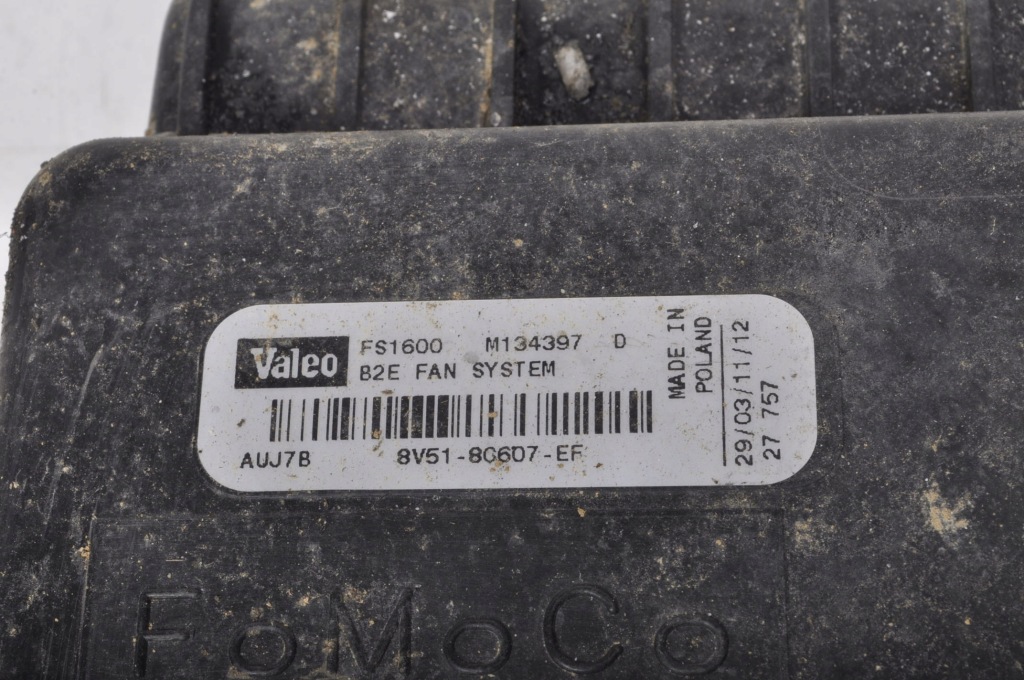 Valeo FS1600 M134397 D
B2E FAN SYSTEM
AUJ7B 8V51-8C607-EF
MADE IN
POLAND
29/03/11/12
27 757
FoMoCo